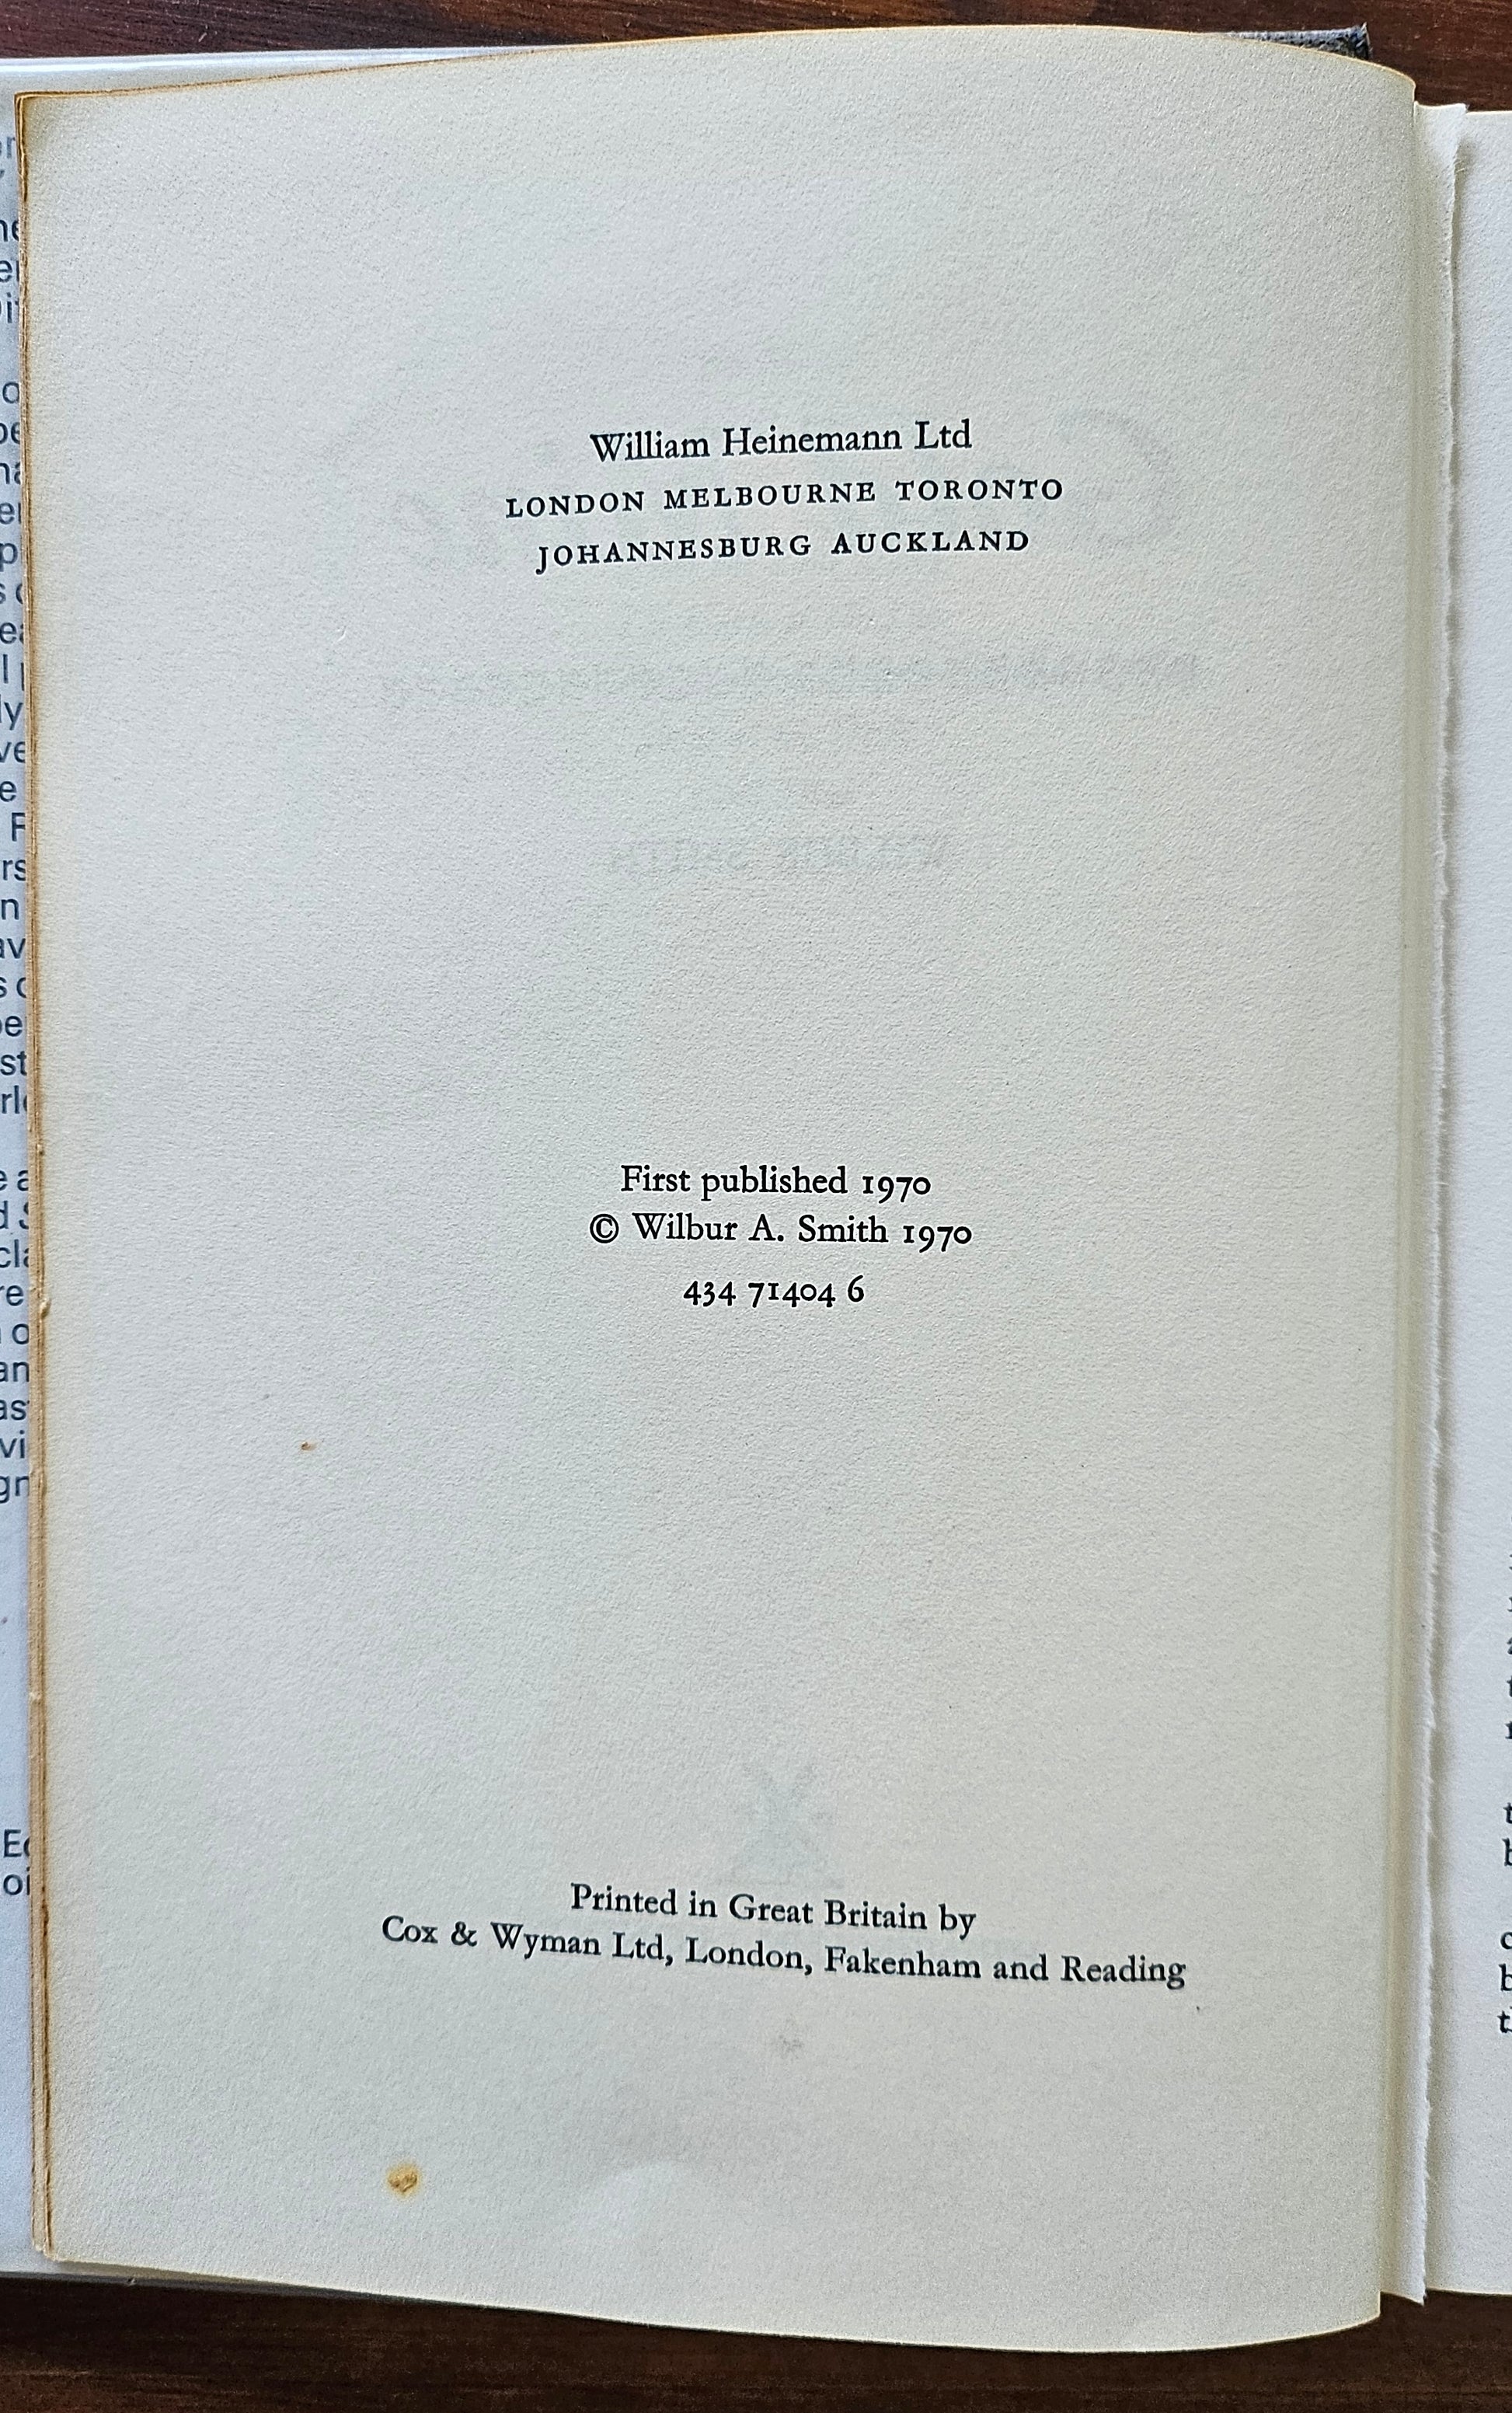 William Heinemann Ltd
LONDON MELBOURNE TORONTO
JOHANNESBURG AUCKLAND
First published 1970
© Wilbur A. Smith 1970
434 71404 6
Printed in Great Britain by
Cox & Wyman Ltd, London, Fakenham and Reading